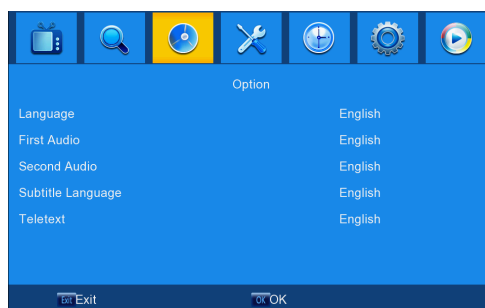 Option
Language English
First Audio English
Second Audio English
Subtitle Language English
Teletext English
Exit Exit OK OK